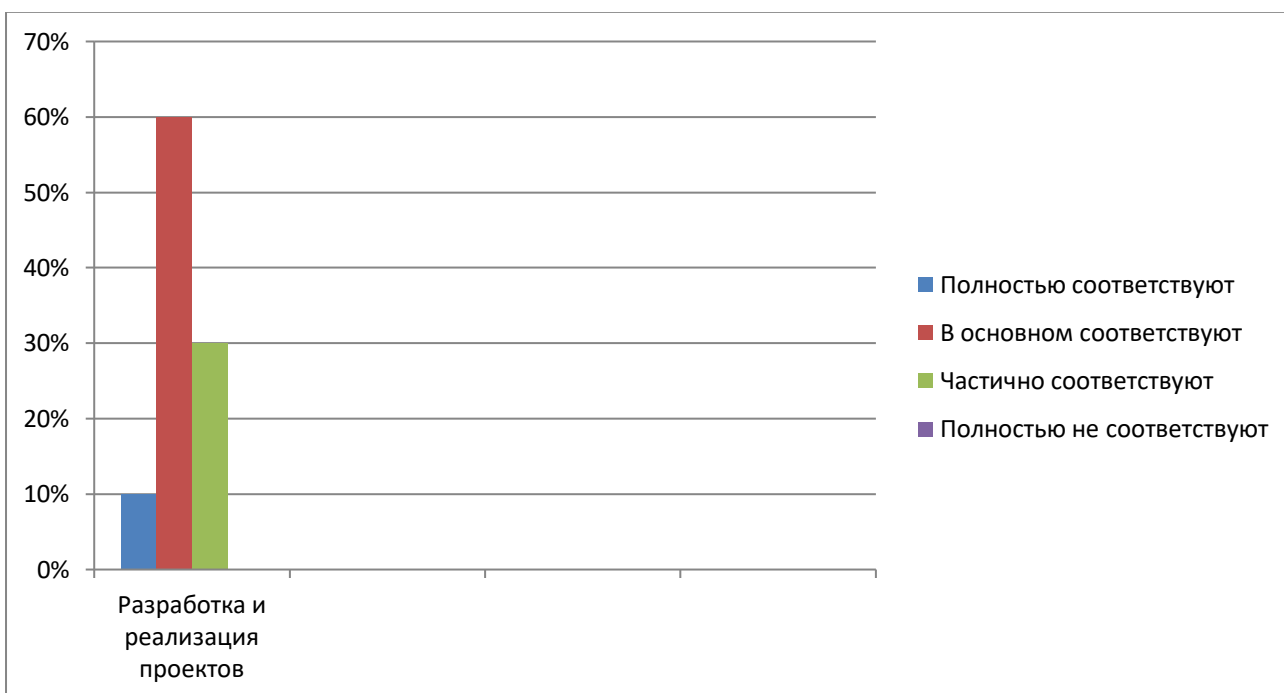 70%
60%
50%
40%
30%
20%
10%
0%
Разработка и
реализация
проектов
Полностью соответствуют
В основном соответствуют
Частично соответствуют
Полностью не соответствуют